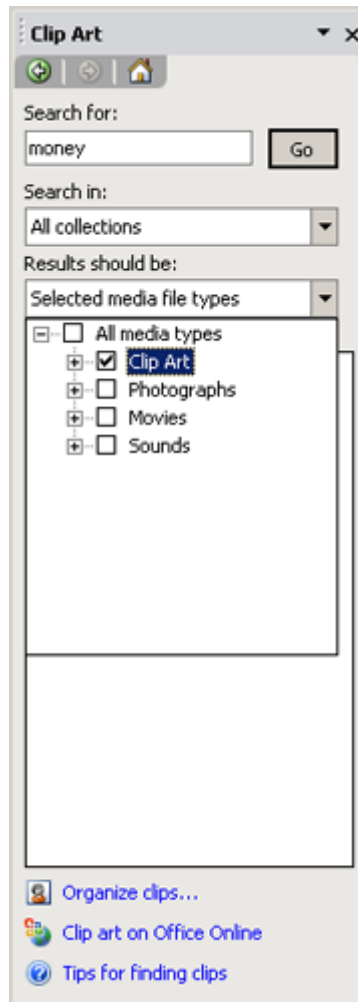 Clip Art
Search for:
money
Go
Search in:
All collections
Results should be:
Selected media file types
All media types
Clip Art
Photographs
Movies
Sounds
Organize clips...
Clip art on Office Online
Tips for finding clips